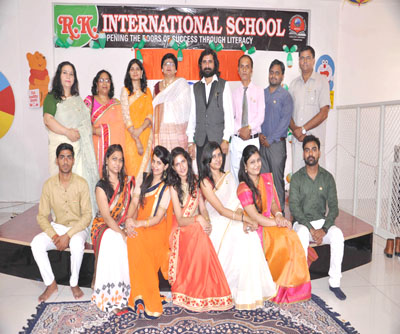 R.K. INTERNATIONAL SCHOOL
PENING THE DOORS OF SUCCESS THROUGH LITERACY